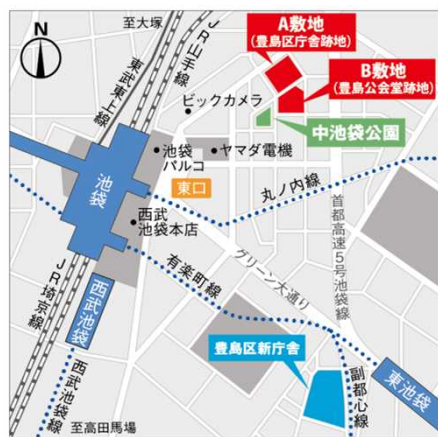 至大塚
N
A敷地
(豊島区庁舎跡地)
B敷地
(豊島公会堂跡地)
中池袋公園
JR山手線
東武東上線
ビックカメラ
池袋
パルコ
ヤマダ電機
池袋
東口
丸ノ内線
西武
池袋本店
首都高速5号池袋線
グリーン大通り
有楽町線
JR埼京線
西武池袋
豊島区新庁舎
東池袋
副都心線
西武池袋線
至高田馬場